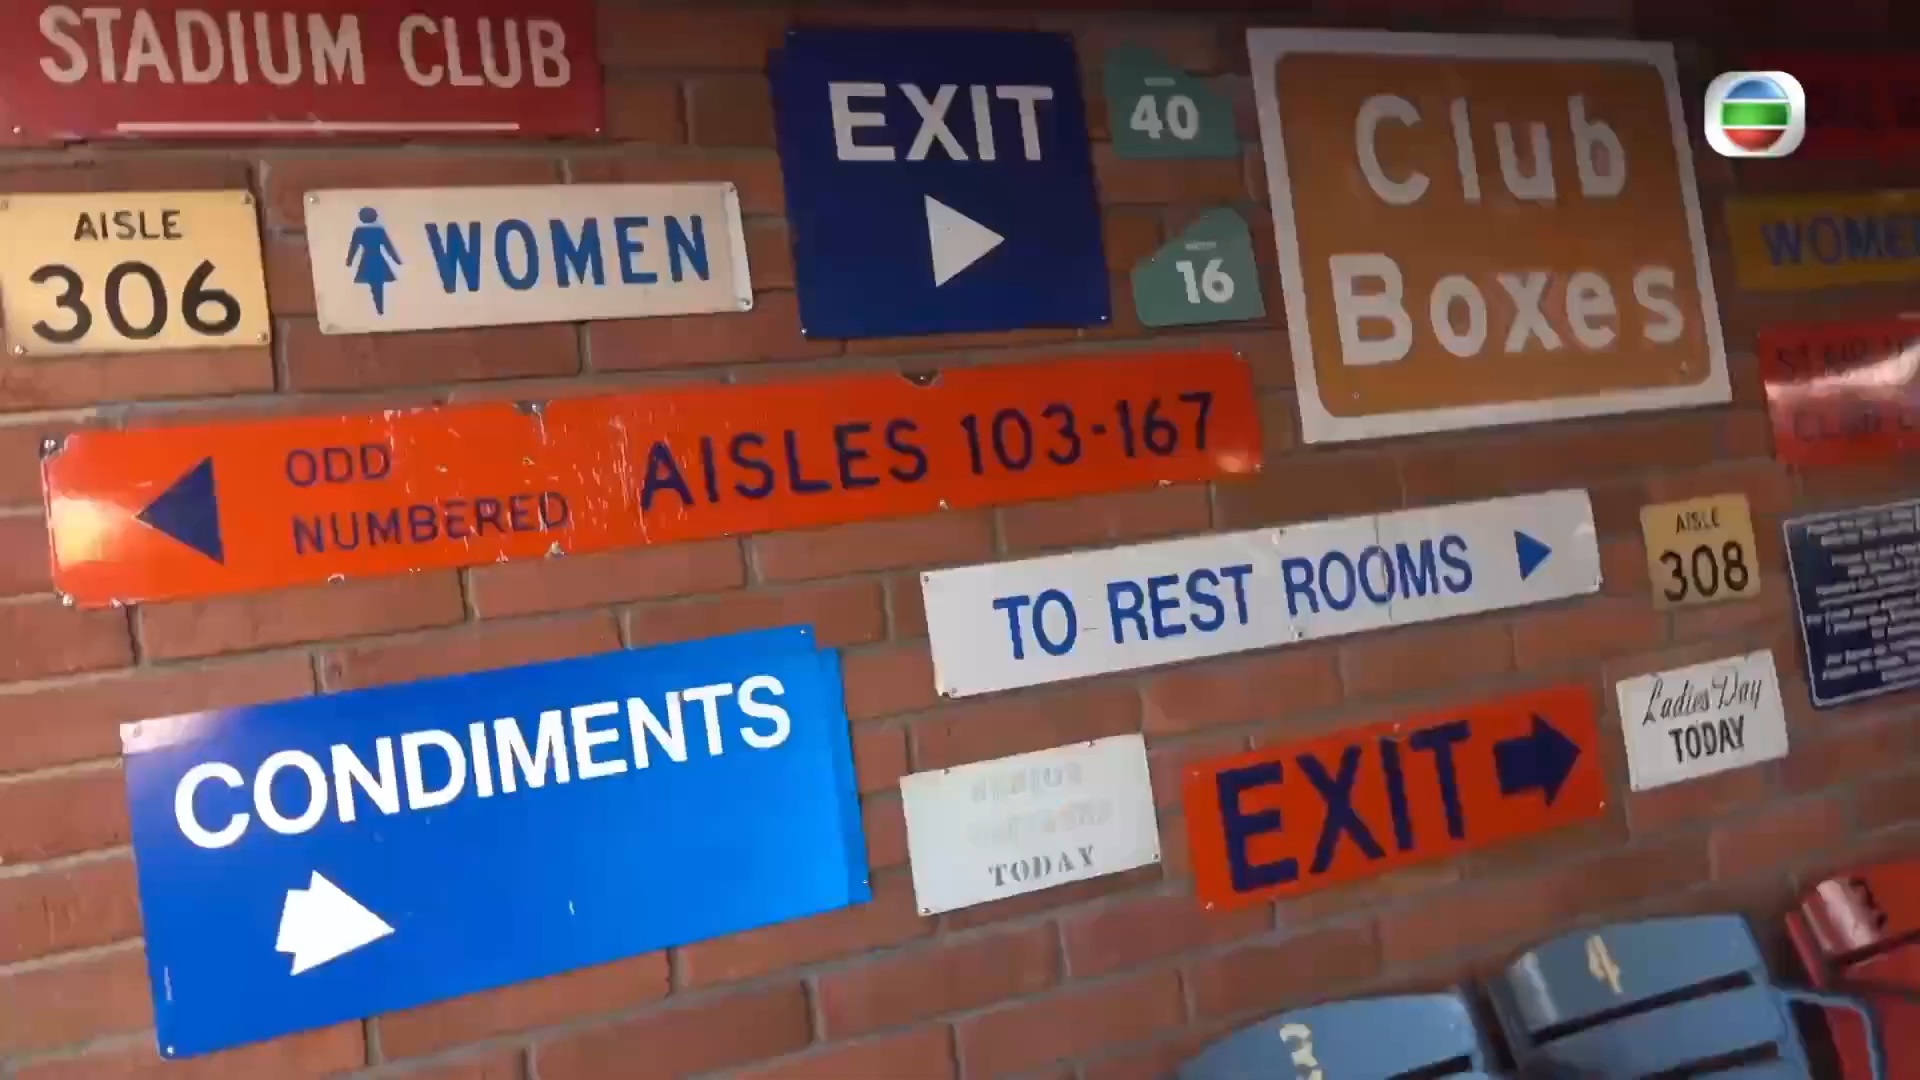 STADIUM CLUB
EXIT
40
Club
Boxes
AISLE
306
WOMEN
16
WOMEN
ODD
NUMBERED
AISLES 103-167
TO REST ROOMS
AISLE
308
CONDIMENTS
TODAY
EXIT
Ladies Day
TODAY
4